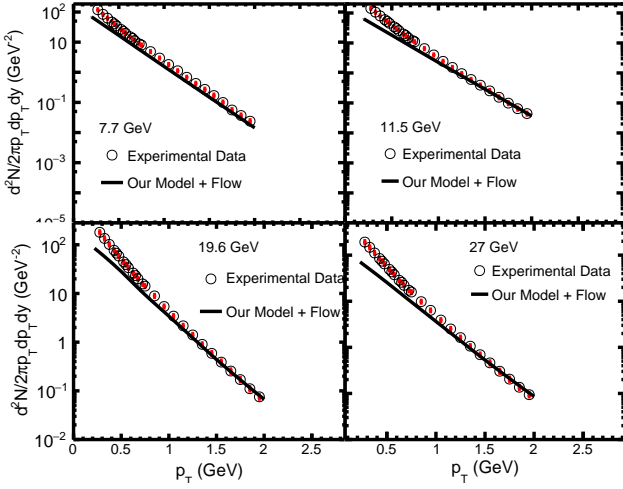 10²
10
1
10⁻¹
10⁻²
10⁻³
10⁻⁵
d²N/2πp_T dp_T dy (GeV⁻²)
7.7 GeV
Experimental Data
Our Model + Flow
11.5 GeV
Experimental Data
Our Model + Flow
10²
10
1
10⁻¹
10⁻²
d²N/2πp_T dp_T dy (GeV⁻²)
19.6 GeV
Experimental Data
Our Model + Flow
27 GeV
Experimental Data
Our Model + Flow
0 0.5 1 1.5 2 2.5
0.5 1 1.5 2 2.5
p_T (GeV)
p_T (GeV)